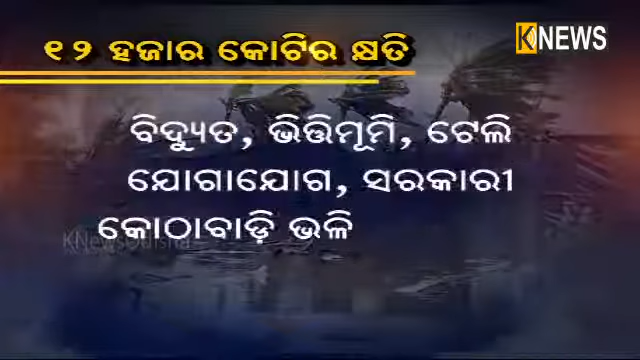 ୧୨ ହଜାର କୋଟିର କ୍ଷତି
KNEWS
ବିଦ୍ୟୁତ, ଭିତ୍ତିମୂମି, ଟେଲି
ଯୋଗାଯୋଗ, ସରକାରୀ
କୋଠାବାଡ଼ି ଭଳି
KNewsOdisha